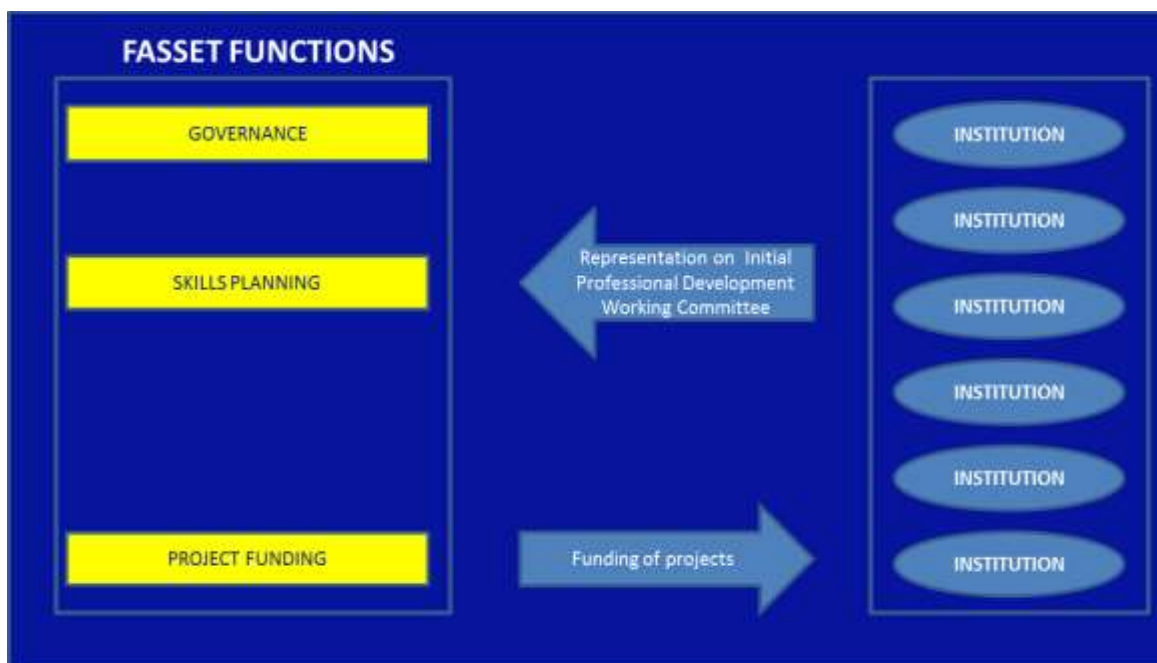 FASSET FUNCTIONS
GOVERNANCE
SKILLS PLANNING
PROJECT FUNDING
Representation on Initial
Professional Development
Working Committee
Funding of projects
INSTITUTION
INSTITUTION
INSTITUTION
INSTITUTION
INSTITUTION
INSTITUTION